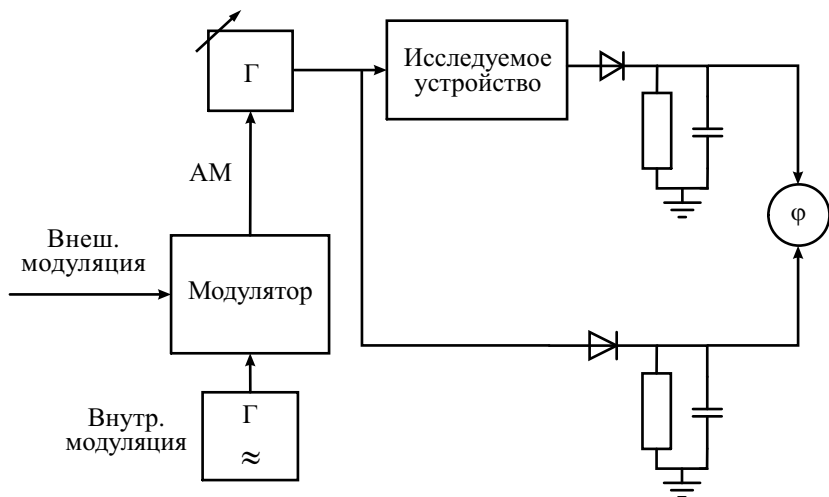 Г
Исследуемое
устройство
АМ
φ
Внеш.
модуляция
Модулятор
Внутр.
модуляция
Г
≈